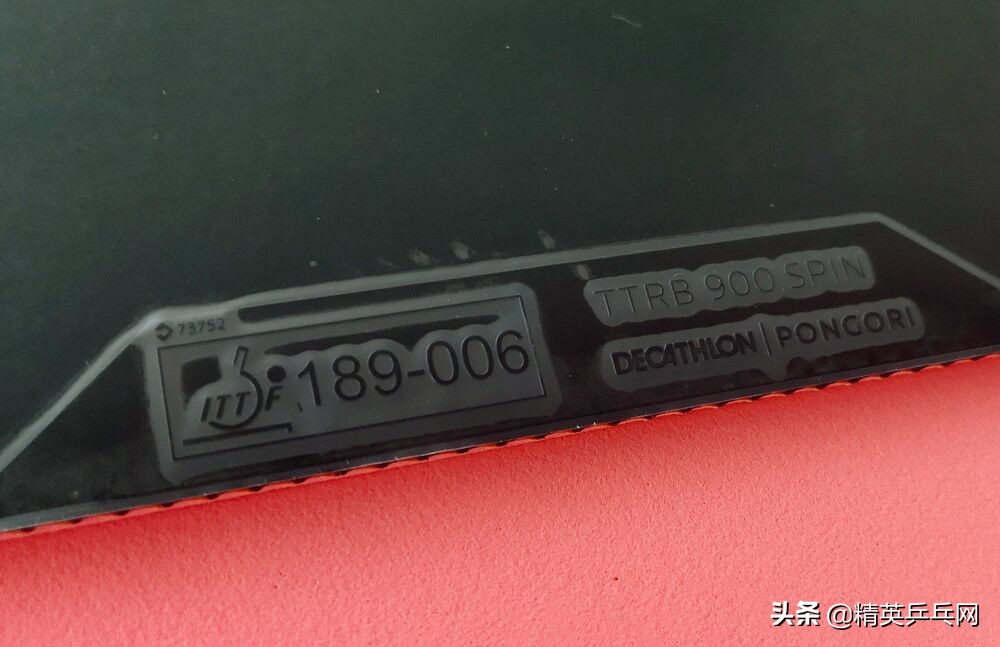 73752
ITTF 189-006
TTRB 900 SPIN
DECATHLON | PONGORI
头条 @精英乒乓网